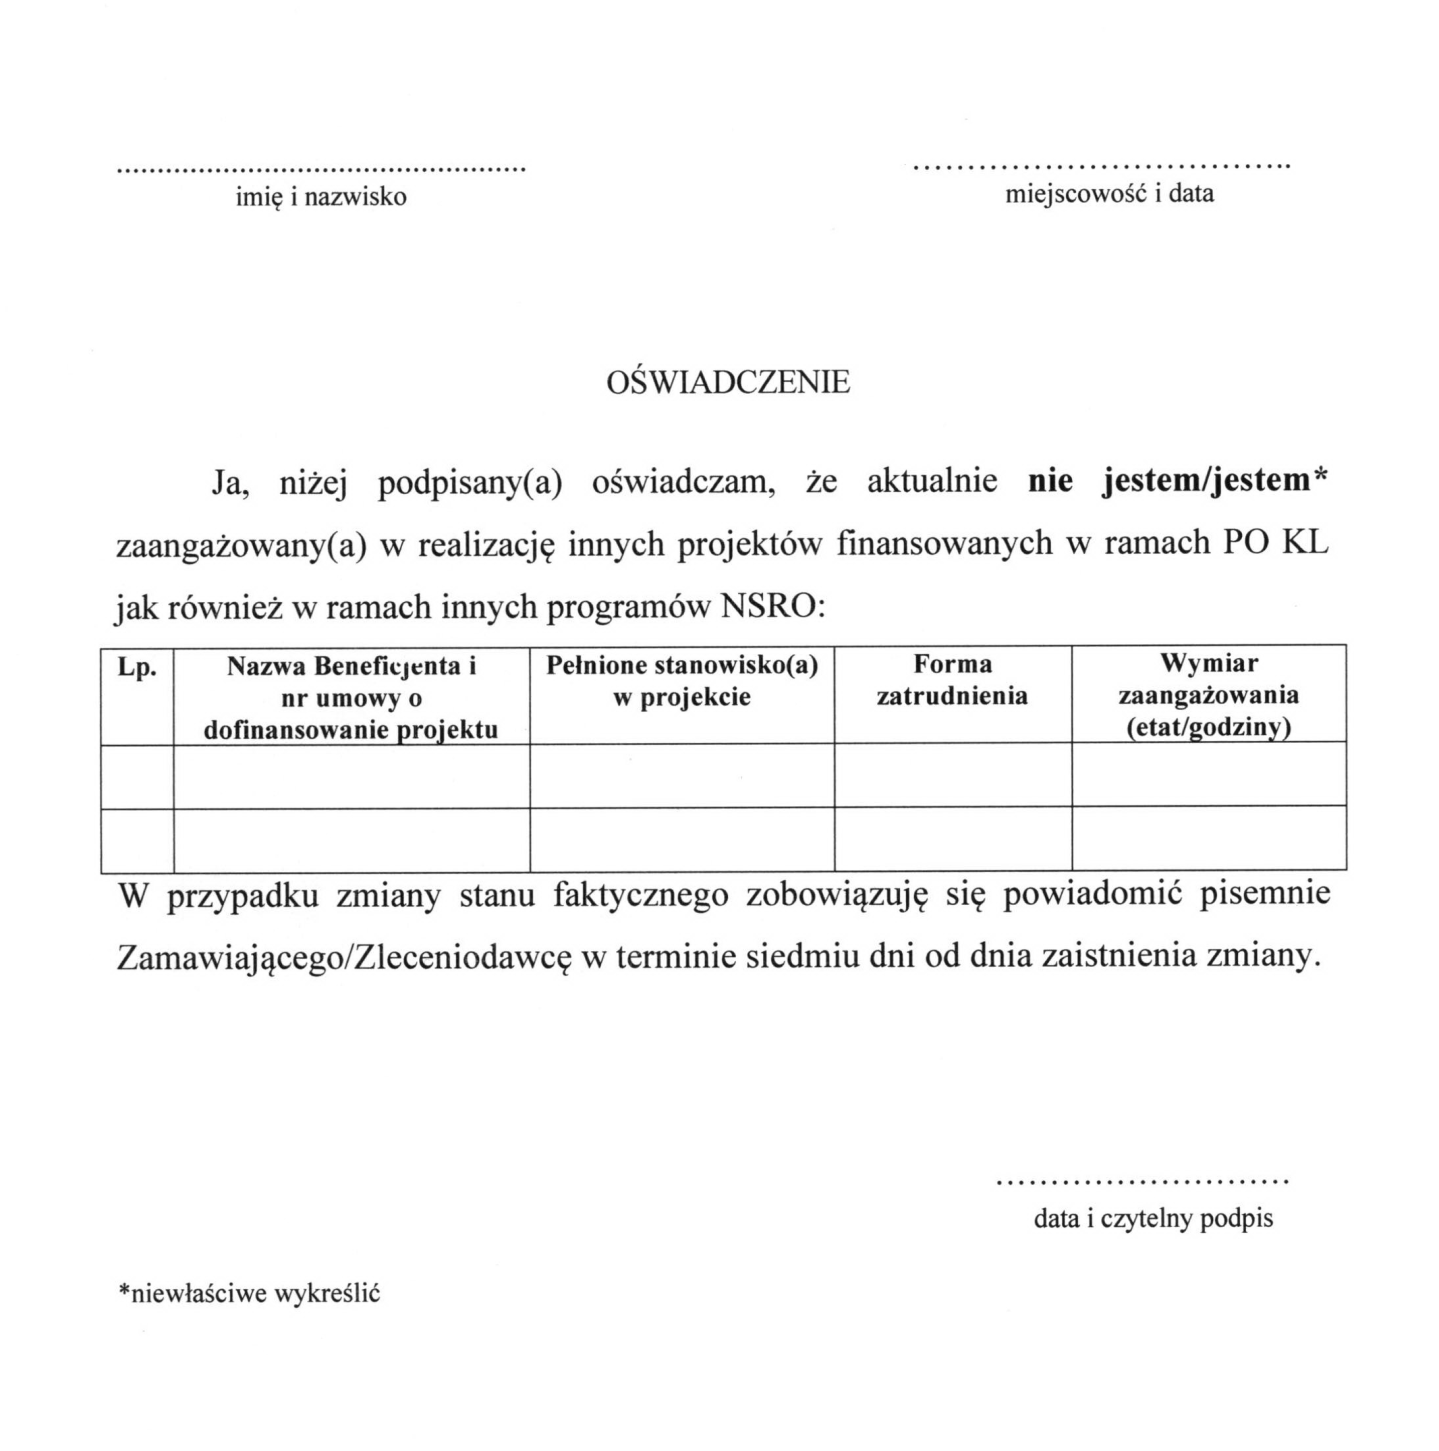 ................................................
imię i nazwisko
...................................
miejscowość i data
OŚWIADCZENIE
Ja, niżej podpisany(a) oświadczam, że aktualnie nie jestem/jestem*
zaangażowany(a) w realizację innych projektów finansowanych w ramach PO KL
jak również w ramach innych programów NSRO:
Lp.
Nazwa Beneficjenta i
nr umowy o
dofinansowanie projektu
Pełnione stanowisko(a)
w projekcie
Forma
zatrudnienia
Wymiar
zaangażowania
(etat/godziny)
W przypadku zmiany stanu faktycznego zobowiązuję się powiadomić pisemnie
Zamawiającego/Zleceniodawcę w terminie siedmiu dni od dnia zaistnienia zmiany.
...........................
data i czytelny podpis
*niewłaściwe wykreślić